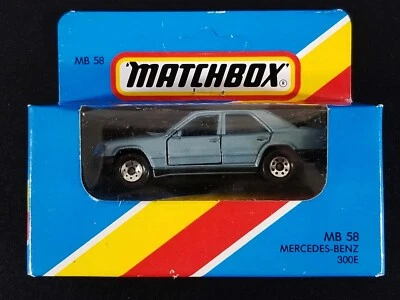 MB 58
"MATCHBOX"
®
MB 58
MERCEDES-BENZ
300E